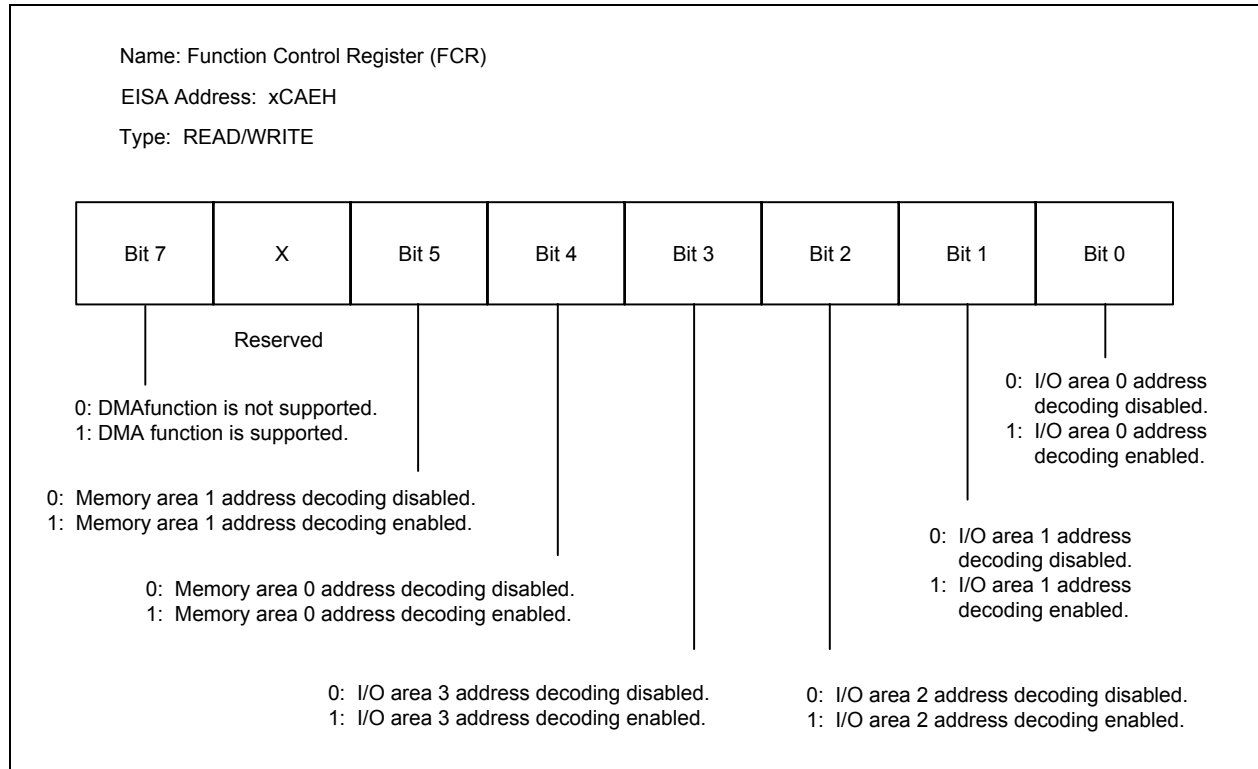 Name: Function Control Register (FCR)
EISA Address: xCAEH
Type: READ/WRITE
Bit 7
X
Bit 5
Bit 4
Bit 3
Bit 2
Bit 1
Bit 0
Reserved
0: DMAfunction is not supported.
1: DMA function is supported.
0: I/O area 0 address
decoding disabled.
1: I/O area 0 address
decoding enabled.
0: Memory area 1 address decoding disabled.
1: Memory area 1 address decoding enabled.
0: I/O area 1 address
decoding disabled.
1: I/O area 1 address
decoding enabled.
0: Memory area 0 address decoding disabled.
1: Memory area 0 address decoding enabled.
0: I/O area 3 address decoding disabled.
1: I/O area 3 address decoding enabled.
0: I/O area 2 address decoding disabled.
1: I/O area 2 address decoding enabled.